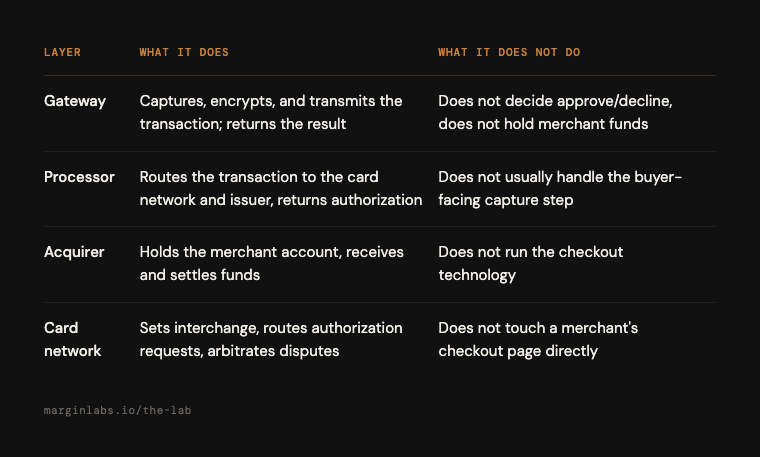 LAYER WHAT IT DOES WHAT IT DOES NOT DO
Gateway Captures, encrypts, and transmits the Does not decide approve/decline,
transaction; returns the result does not hold merchant funds
Processor Routes the transaction to the card Does not usually handle the buyer-
network and issuer, returns authorization facing capture step
Acquirer Holds the merchant account, receives Does not run the checkout
and settles funds technology
Card Sets interchange, routes authorization Does not touch a merchant's
network requests, arbitrates disputes checkout page directly
marginlabs.io/the-lab